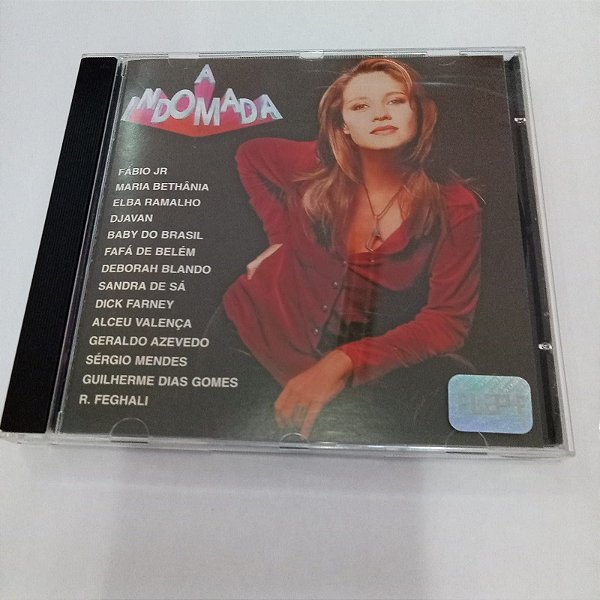 A
INDOMADA
FÁBIO JR
MARIA BETHÂNIA
ELBA RAMALHO
DJAVAN
BABY DO BRASIL
FAFÁ DE BELÉM
DEBORAH BLANDO
SANDRA DE SÁ
DICK FARNEY
ALCEU VALENÇA
GERALDO AZEVEDO
SÉRGIO MENDES
GUILHERME DIAS GOMES
R. FEGHALI